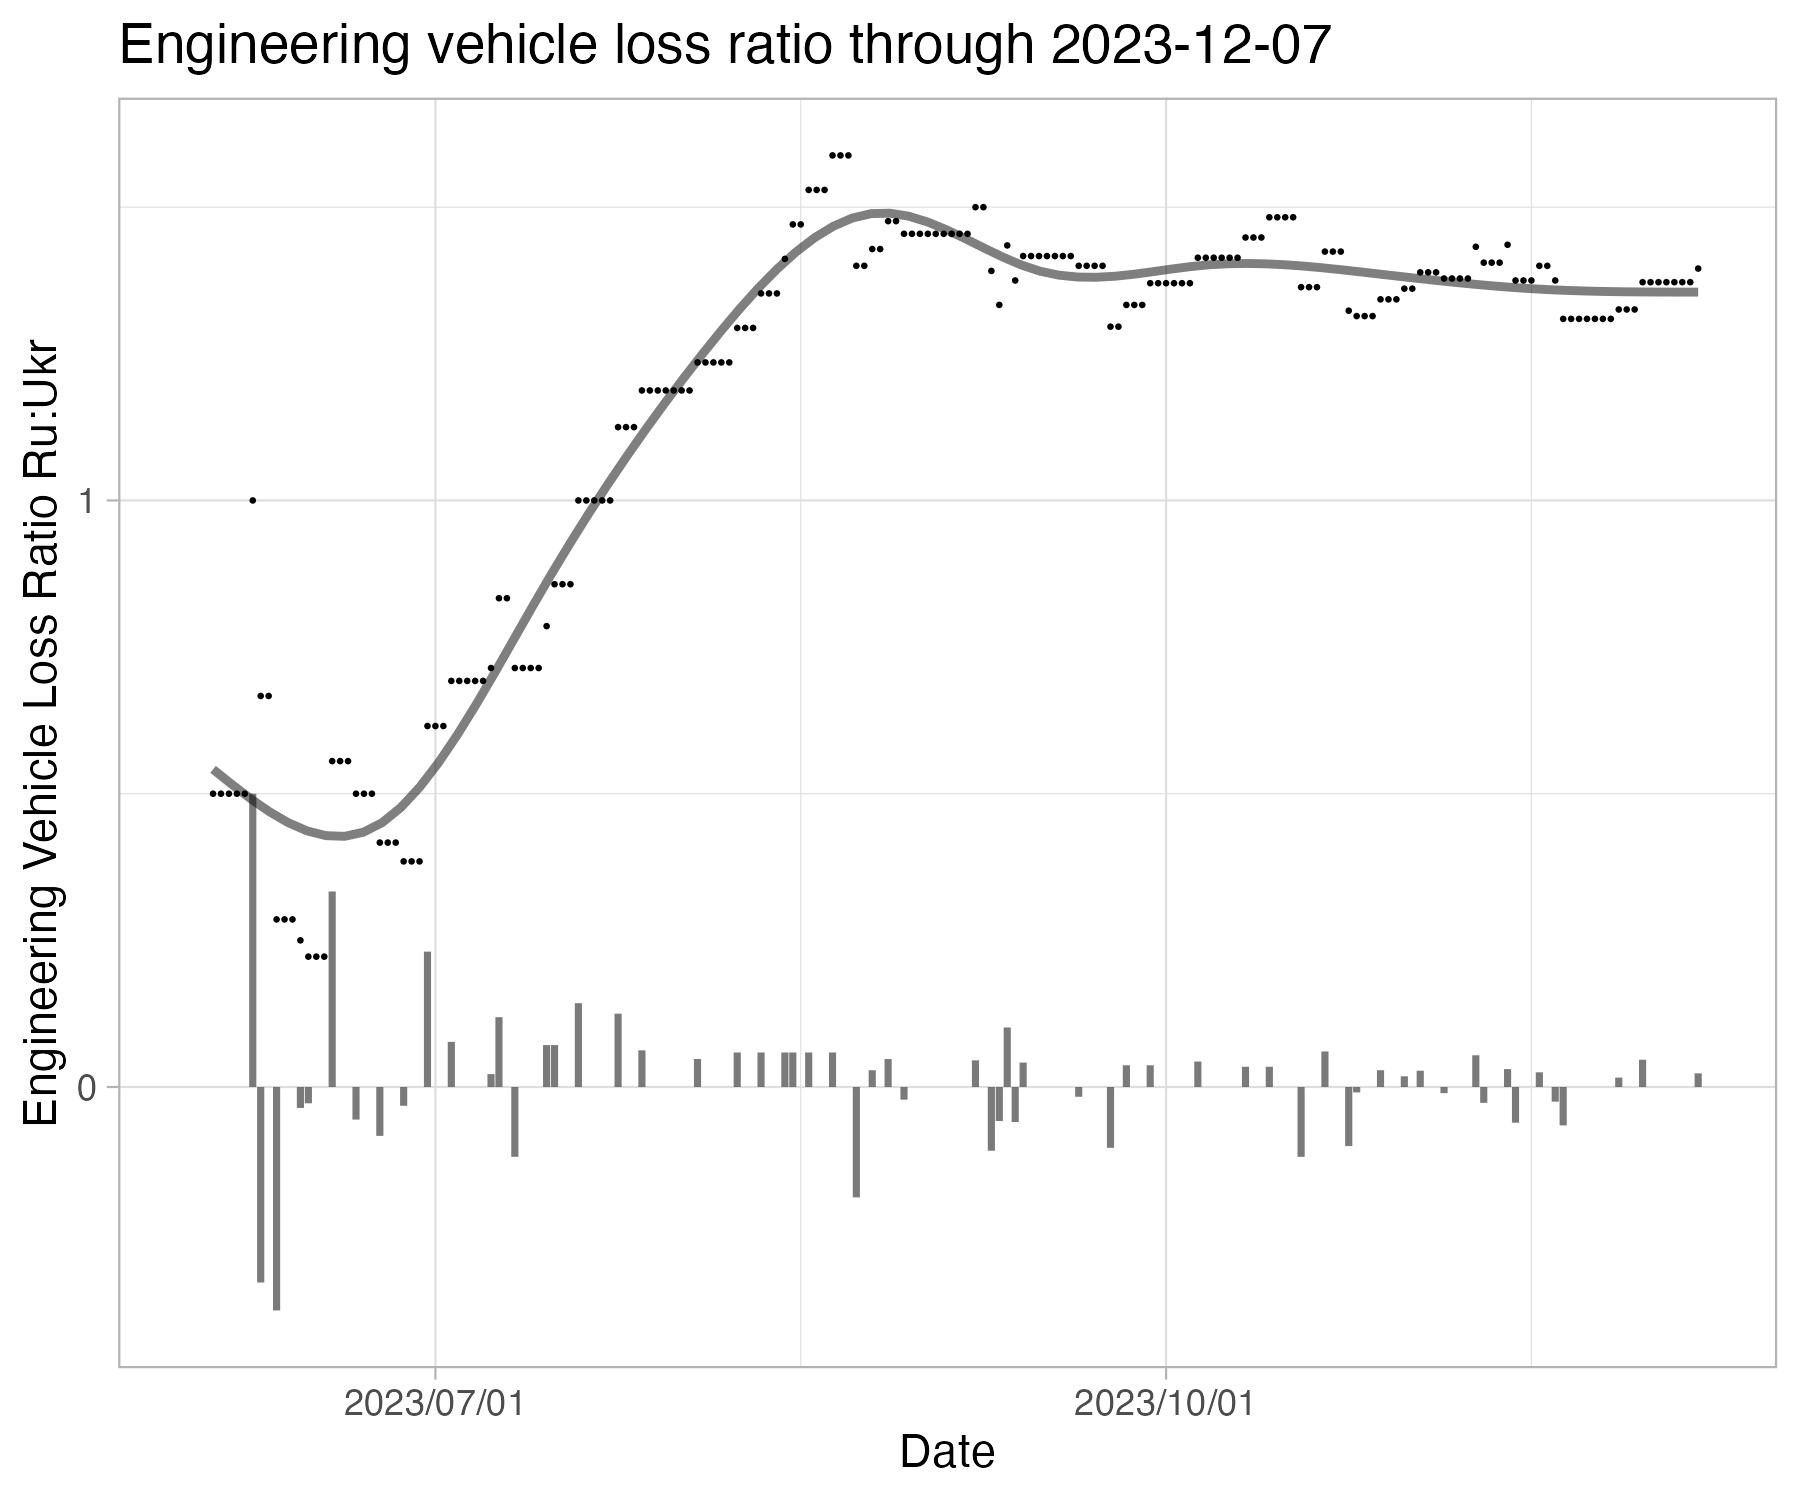 Engineering vehicle loss ratio through 2023-12-07
Engineering Vehicle Loss Ratio Ru:Ukr
1
0
2023/07/01
2023/10/01
Date